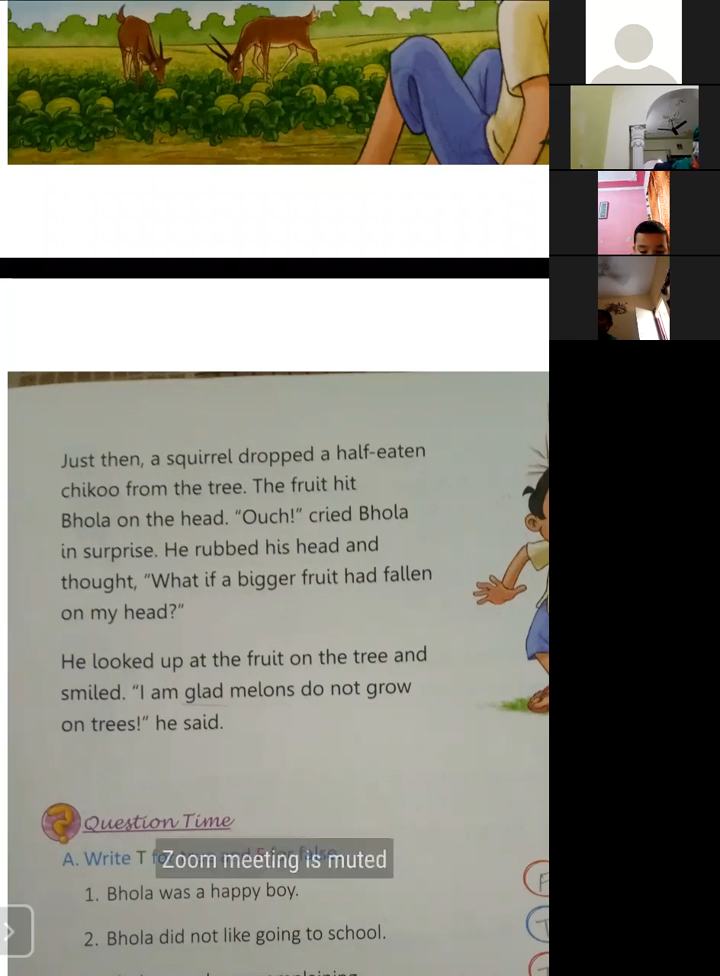 Just then, a squirrel dropped a half-eaten
chikoo from the tree. The fruit hit
Bhola on the head. “Ouch!” cried Bhola
in surprise. He rubbed his head and
thought, “What if a bigger fruit had fallen
on my head?”
He looked up at the fruit on the tree and
smiled. “I am glad melons do not grow
on trees!” he said.
Question Time
A. Write T for false
Zoom meeting is muted
1. Bhola was a happy boy.
F
2. Bhola did not like going to school.
T